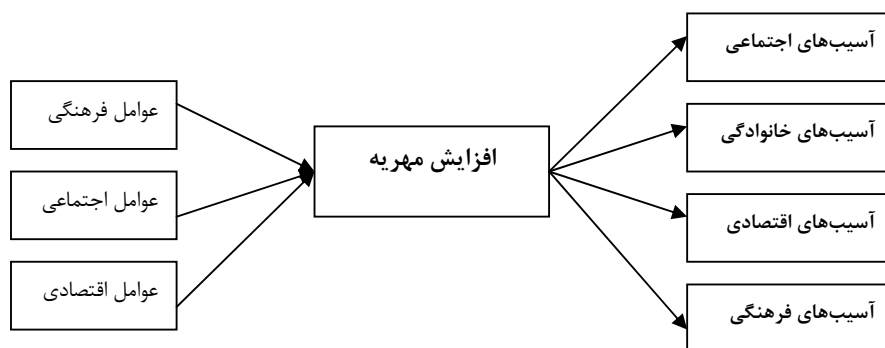 عوامل فرهنگی
عوامل اجتماعی
عوامل اقتصادی
افزایش مهریه
آسیب‌های اجتماعی
آسیب‌های خانوادگی
آسیب‌های اقتصادی
آسیب‌های فرهنگی